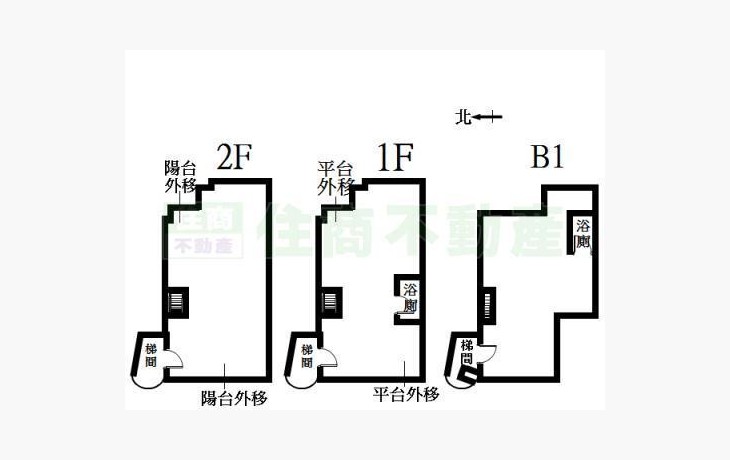 北
陽台
外移
2F
平台
外移
1F
B1
住商
不動產
住商不動產
浴
廁
浴
廁
梯
間
梯
間
梯
間
陽台外移
平台外移